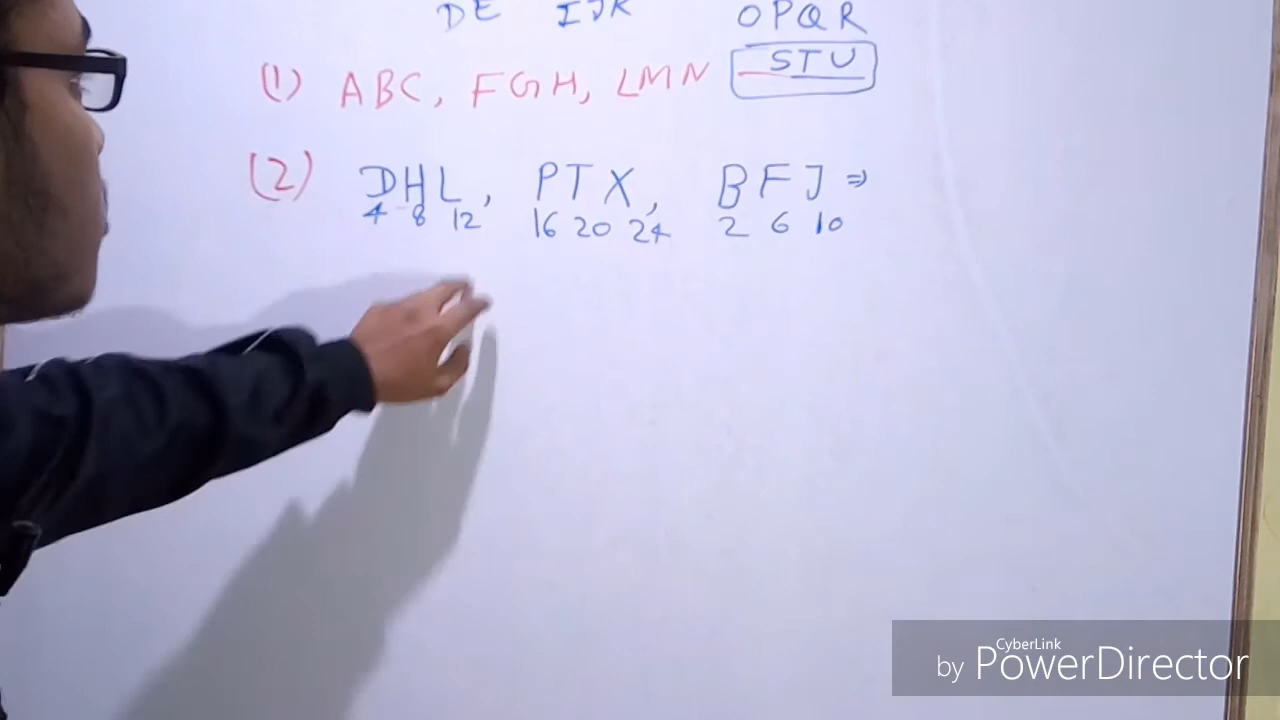 DE IJK OPQR
(1) ABC, FGH, LMN STU
(2) DHL, PTX, BFJ ⇒
4 8 12 16 20 24 2 6 10
CyberLink
by PowerDirector